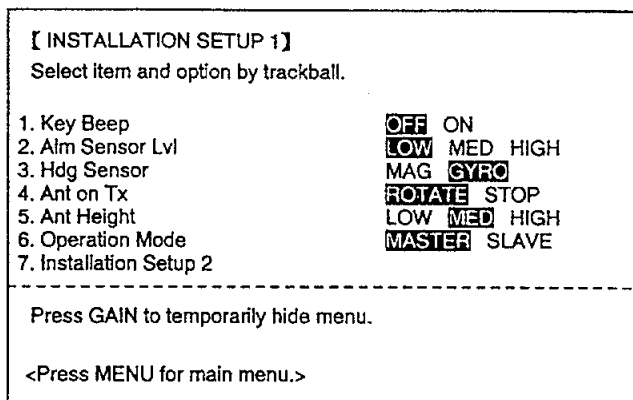 【 INSTALLATION SETUP 1】
Select item and option by trackball.
1. Key Beep OFF ON
2. Alm Sensor Lvl LOW MED HIGH
3. Hdg Sensor MAG GYRO
4. Ant on Tx ROTATE STOP
5. Ant Height LOW MED HIGH
6. Operation Mode MASTER SLAVE
7. Installation Setup 2
Press GAIN to temporarily hide menu.
<Press MENU for main menu.>